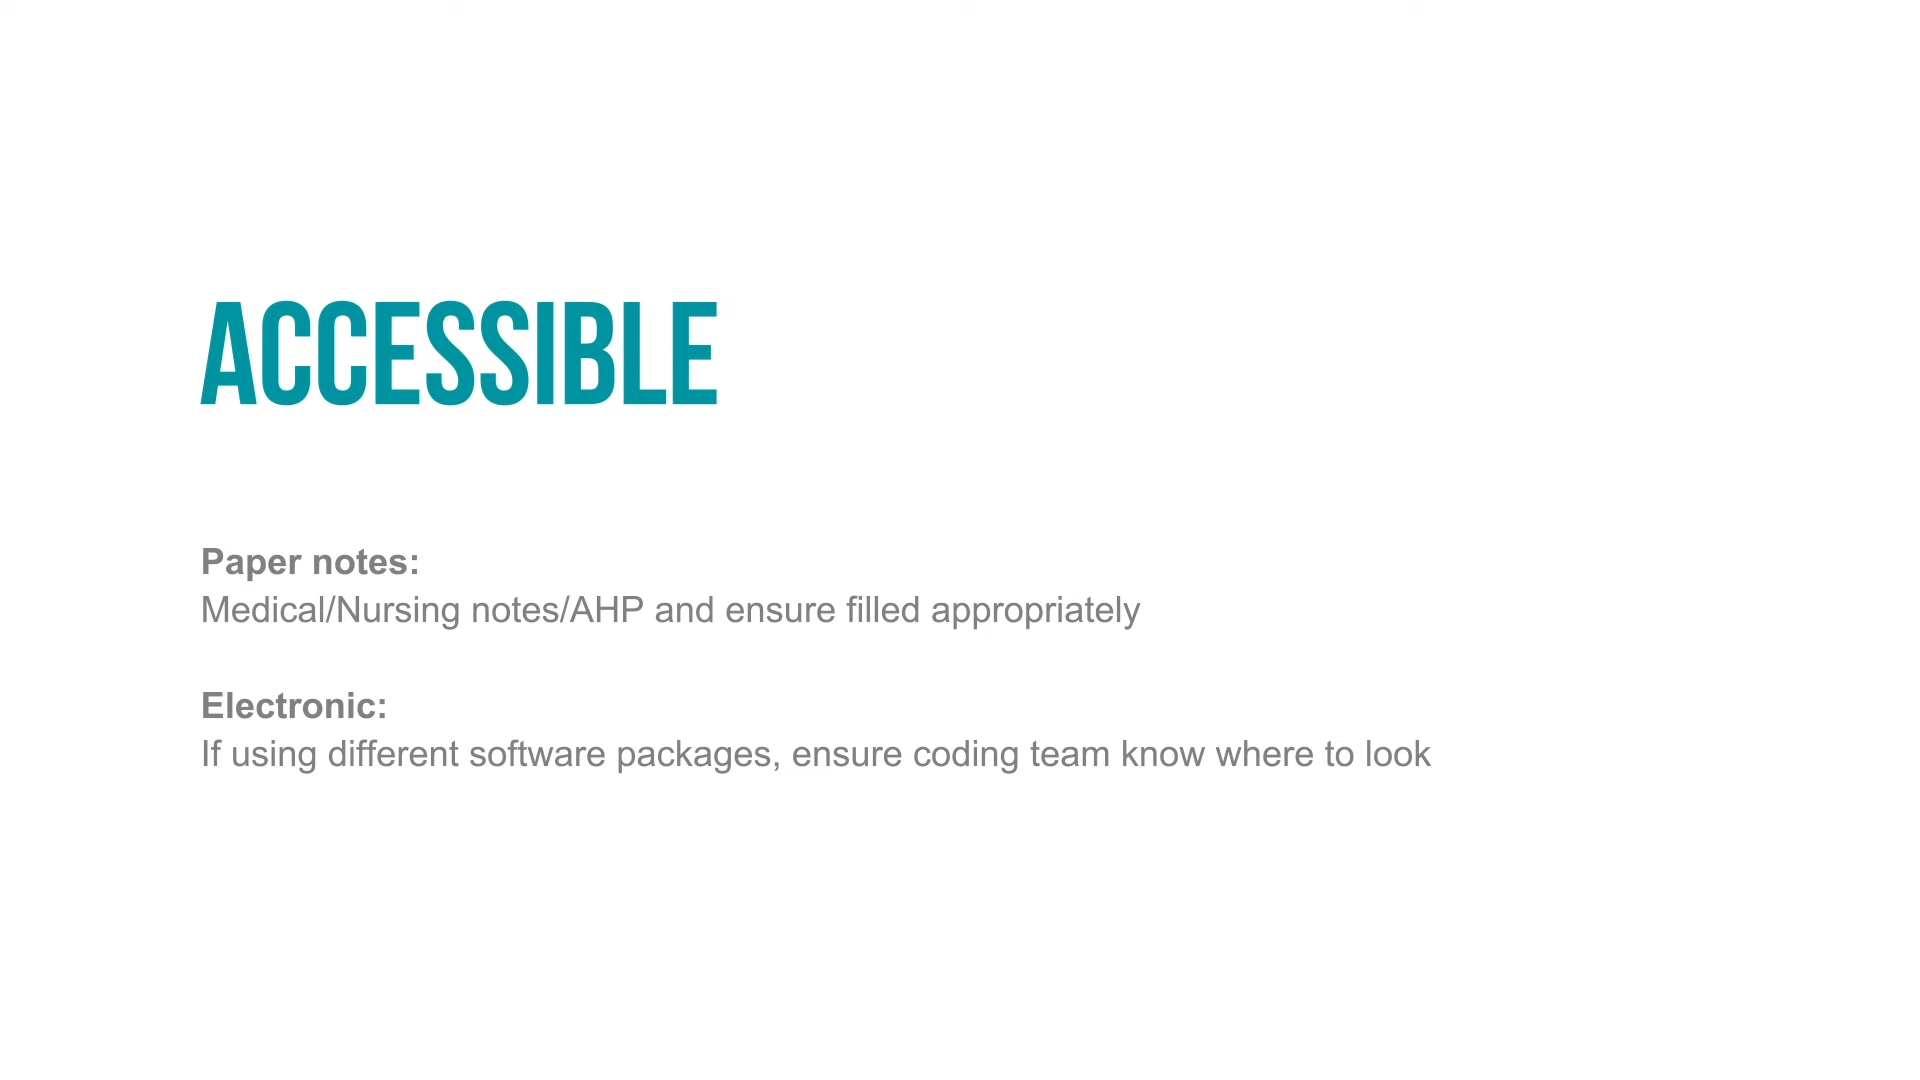 ACCESSIBLE
Paper notes:
Medical/Nursing notes/AHP and ensure filled appropriately
Electronic:
If using different software packages, ensure coding team know where to look